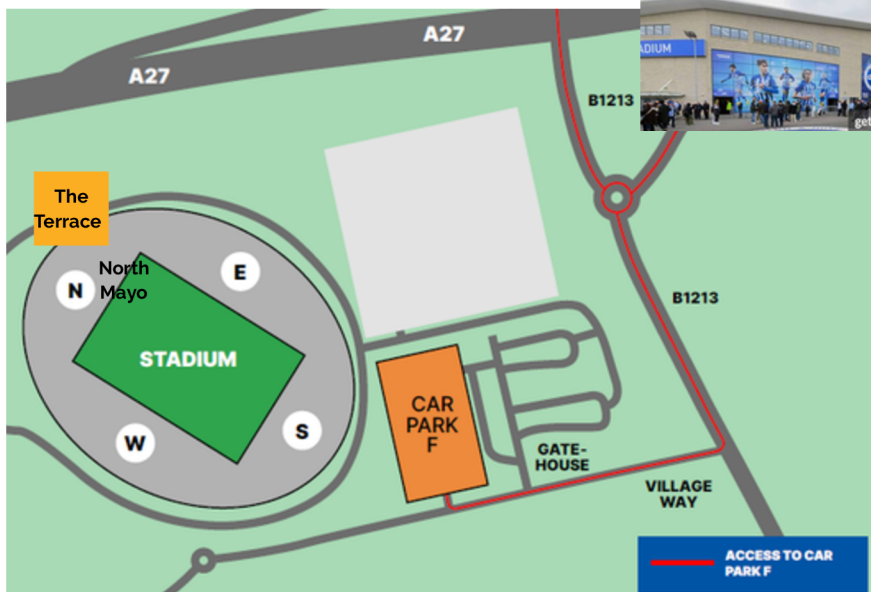 A27
A27
B1213
ADIUM
get
The
Terrace
North
Mayo
N
E
B1213
STADIUM
CAR
PARK
F
W
S
GATE-
HOUSE
VILLAGE
WAY
ACCESS TO CAR
PARK F